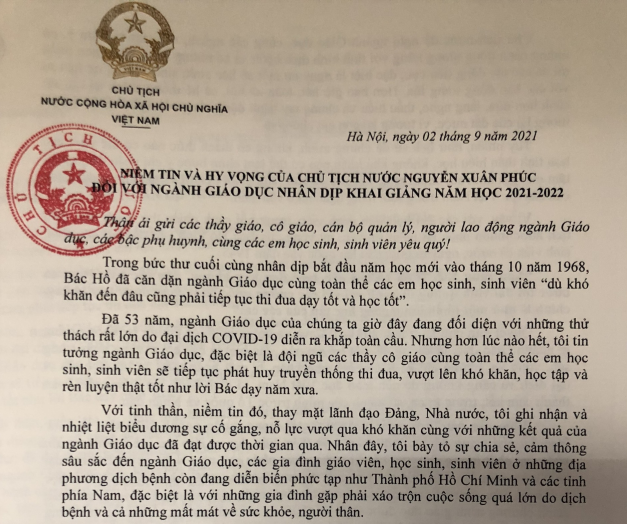 CHỦ TỊCH
NƯỚC CỘNG HÒA XÃ HỘI CHỦ NGHĨA
VIỆT NAM
CHỦ TỊCH NƯỚC
Hà Nội, ngày 02 tháng 9 năm 2021
NIỀM TIN VÀ HY VỌNG CỦA CHỦ TỊCH NƯỚC NGUYỄN XUÂN PHÚC
ĐỐI VỚI NGÀNH GIÁO DỤC NHÂN DỊP KHAI GIẢNG NĂM HỌC 2021-2022
Thân ái gửi các thầy giáo, cô giáo, cán bộ quản lý, người lao động ngành Giáo
dục, các bậc phụ huynh, cùng các em học sinh, sinh viên yêu quý!
Trong bức thư cuối cùng nhân dịp bắt đầu năm học mới vào tháng 10 năm 1968,
Bác Hồ đã căn dặn ngành Giáo dục cùng toàn thể các em học sinh, sinh viên “dù khó
khăn đến đâu cũng phải tiếp tục thi đua dạy tốt và học tốt”.
Đã 53 năm, ngành Giáo dục của chúng ta giờ đây đang đối diện với những thử
thách rất lớn do đại dịch COVID-19 diễn ra khắp toàn cầu. Nhưng hơn lúc nào hết, tôi tin
tưởng ngành Giáo dục, đặc biệt là đội ngũ các thầy cô giáo cùng toàn thể các em học
sinh, sinh viên sẽ tiếp tục phát huy truyền thống thi đua, vượt lên khó khăn, học tập và
rèn luyện thật tốt như lời Bác dạy năm xưa.
Với tinh thần, niềm tin đó, thay mặt lãnh đạo Đảng, Nhà nước, tôi ghi nhận và
nhiệt liệt biểu dương sự cố gắng, nỗ lực vượt qua khó khăn cùng với những kết quả của
ngành Giáo dục đã đạt được thời gian qua. Nhân đây, tôi bày tỏ sự chia sẻ, cảm thông
sâu sắc đến ngành Giáo dục, các gia đình giáo viên, học sinh, sinh viên ở những địa
phương dịch bệnh còn đang diễn biến phức tạp như Thành phố Hồ Chí Minh và các tỉnh
phía Nam, đặc biệt là với những gia đình gặp phải xáo trộn cuộc sống quá lớn do dịch
bệnh và cả những mất mát về sức khỏe, người thân.